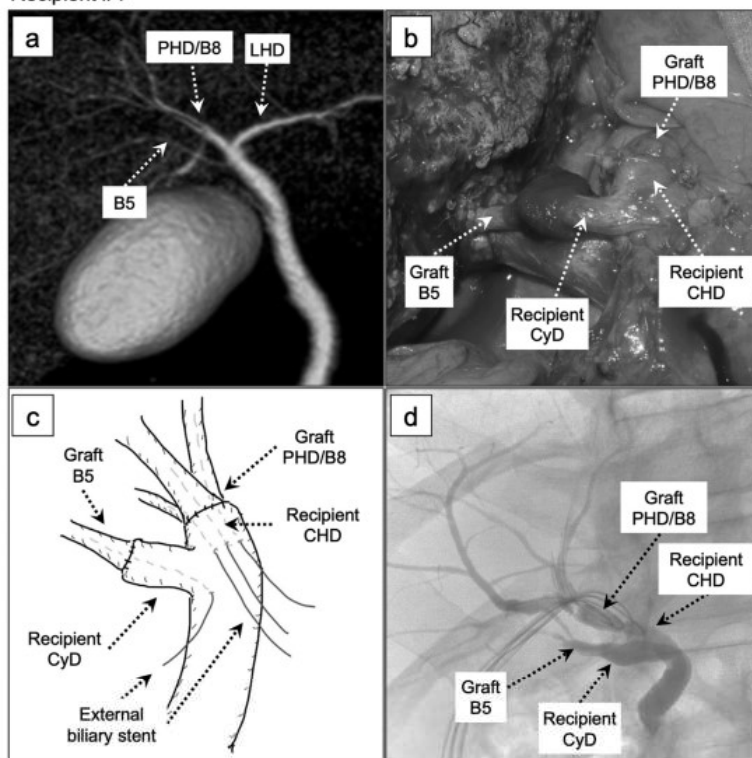 a
PHD/B8
LHD
B5
b
Graft
PHD/B8
Graft
B5
Recipient
CyD
Recipient
CHD
c
Graft
B5
Graft
PHD/B8
Recipient
CHD
Recipient
CyD
External
biliary stent
d
Graft
PHD/B8
Recipient
CHD
Graft
B5
Recipient
CyD